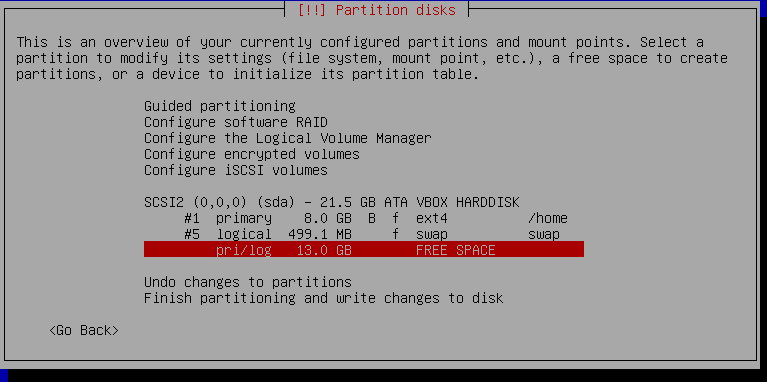 [!!] Partition disks
This is an overview of your currently configured partitions and mount points. Select a
partition to modify its settings (file system, mount point, etc.), a free space to create
partitions, or a device to initialize its partition table.
Guided partitioning
Configure software RAID
Configure the Logical Volume Manager
Configure encrypted volumes
Configure iSCSI volumes
SCSI2 (0,0,0) (sda) - 21.5 GB ATA VBOX HARDDISK
#1 primary 8.0 GB B f ext4 /home
#5 logical 499.1 MB f swap swap
pri/log 13.0 GB FREE SPACE
Undo changes to partitions
Finish partitioning and write changes to disk
<Go Back>